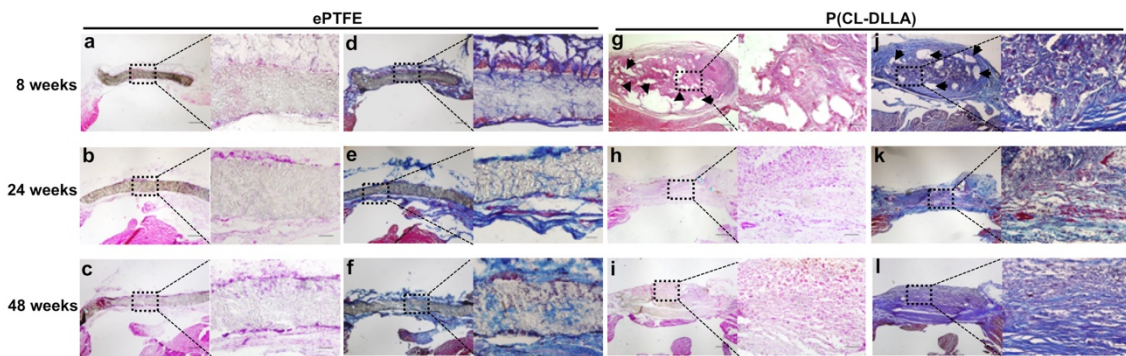 ePTFE P(CL-DLLA)
8 weeks a d g j
24 weeks b e h k
48 weeks c f i l